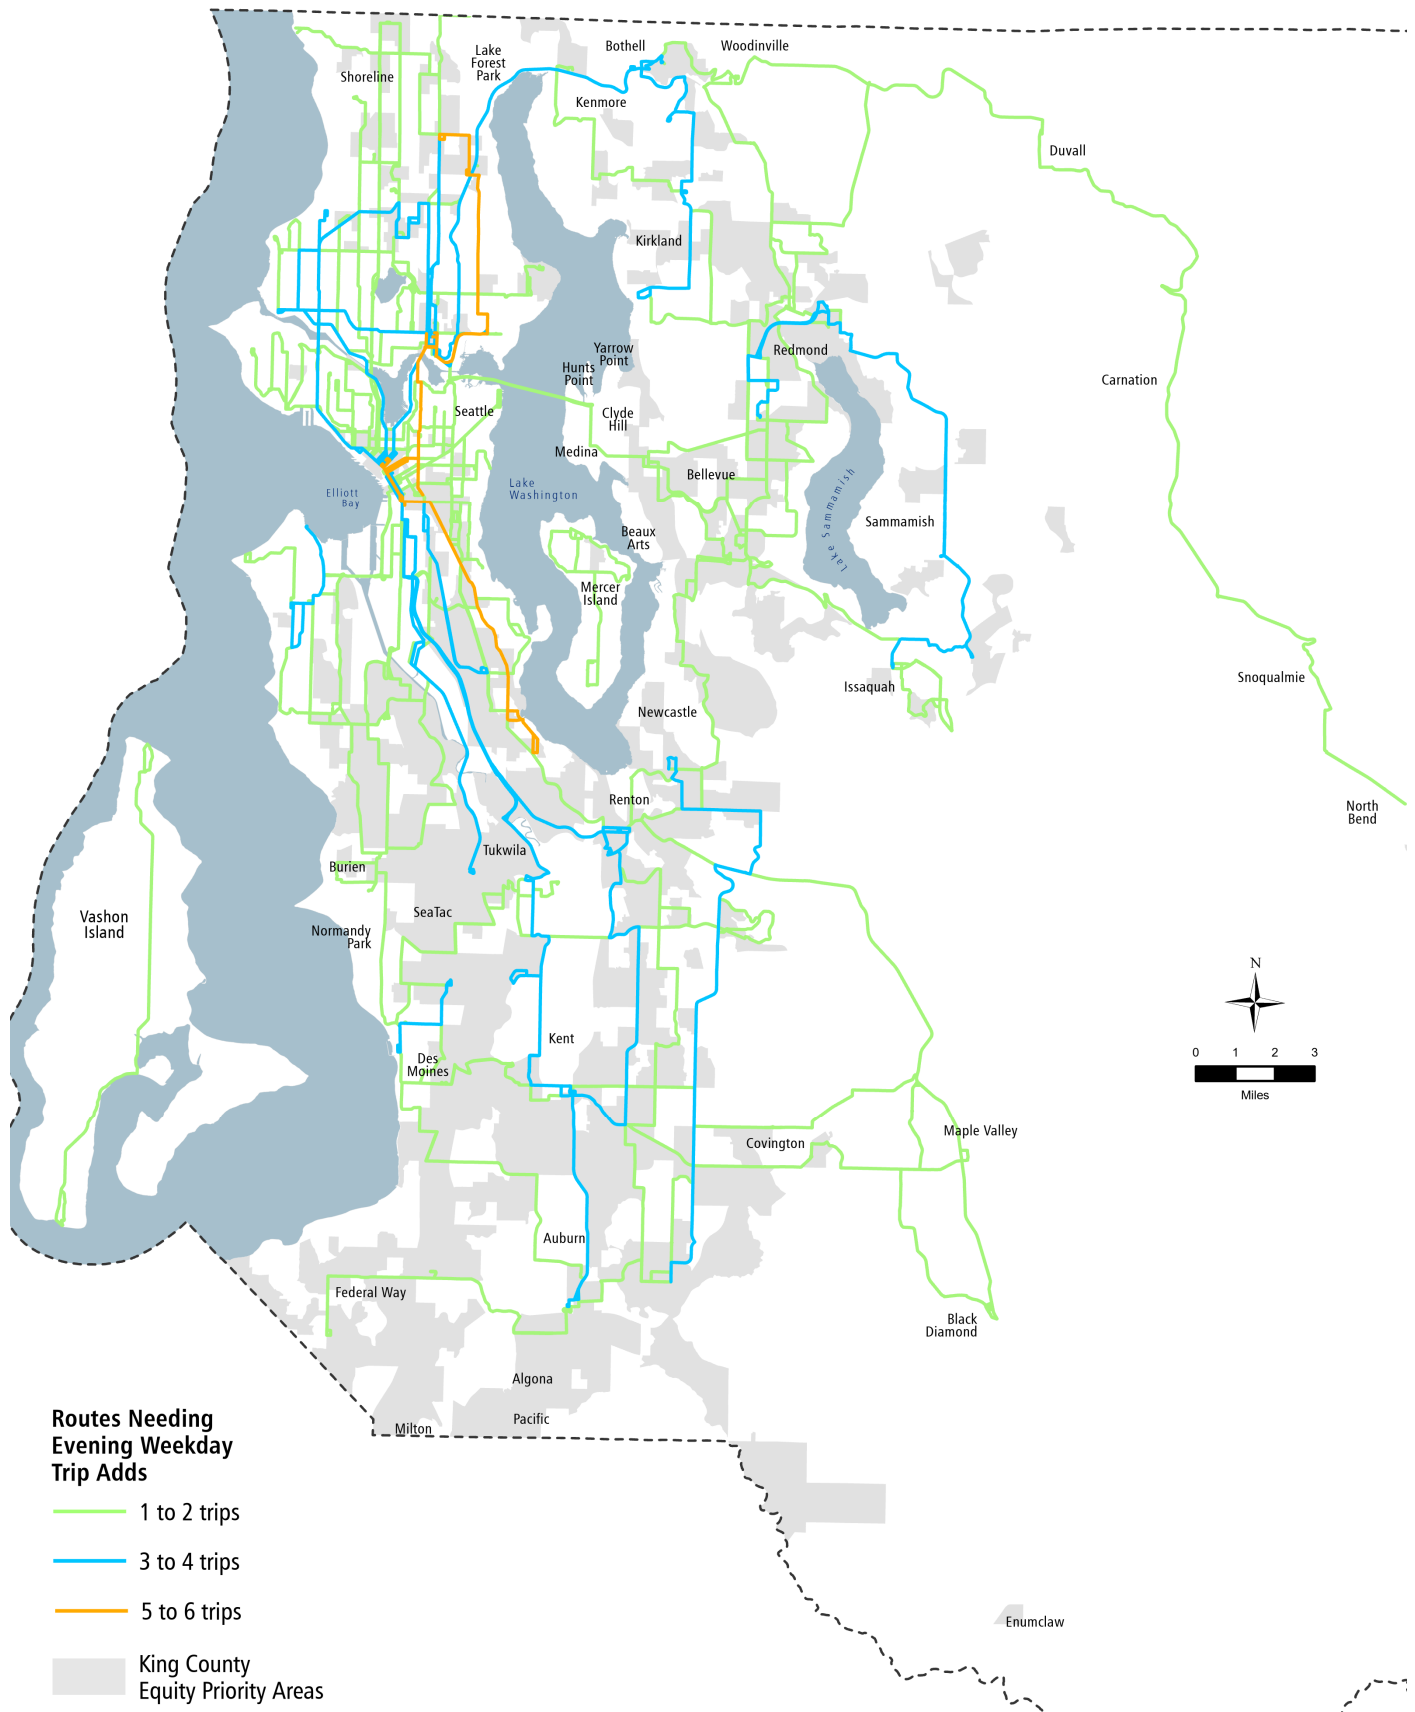 Lake
Forest
Park
Bothell
Woodinville
Shoreline
Kenmore
Duvall
Kirkland
Yarrow
Point
Redmond
Hunts
Point
Carnation
Seattle
Clyde
Hill
Medina
Bellevue
Elliott
Bay
Lake
Washington
Lake Sammamish
Sammamish
Beaux
Arts
Mercer
Island
Issaquah
Snoqualmie
Newcastle
Renton
North
Bend
Tukwila
Burien
Vashon
Island
SeaTac
Normandy
Park
N
Kent
Des
Moines
0 1 2 3
Miles
Covington
Maple Valley
Auburn
Federal Way
Black
Diamond
Algona
Pacific
Milton
Routes Needing
Evening Weekday
Trip Adds
1 to 2 trips
3 to 4 trips
5 to 6 trips
King County
Equity Priority Areas
Enumclaw